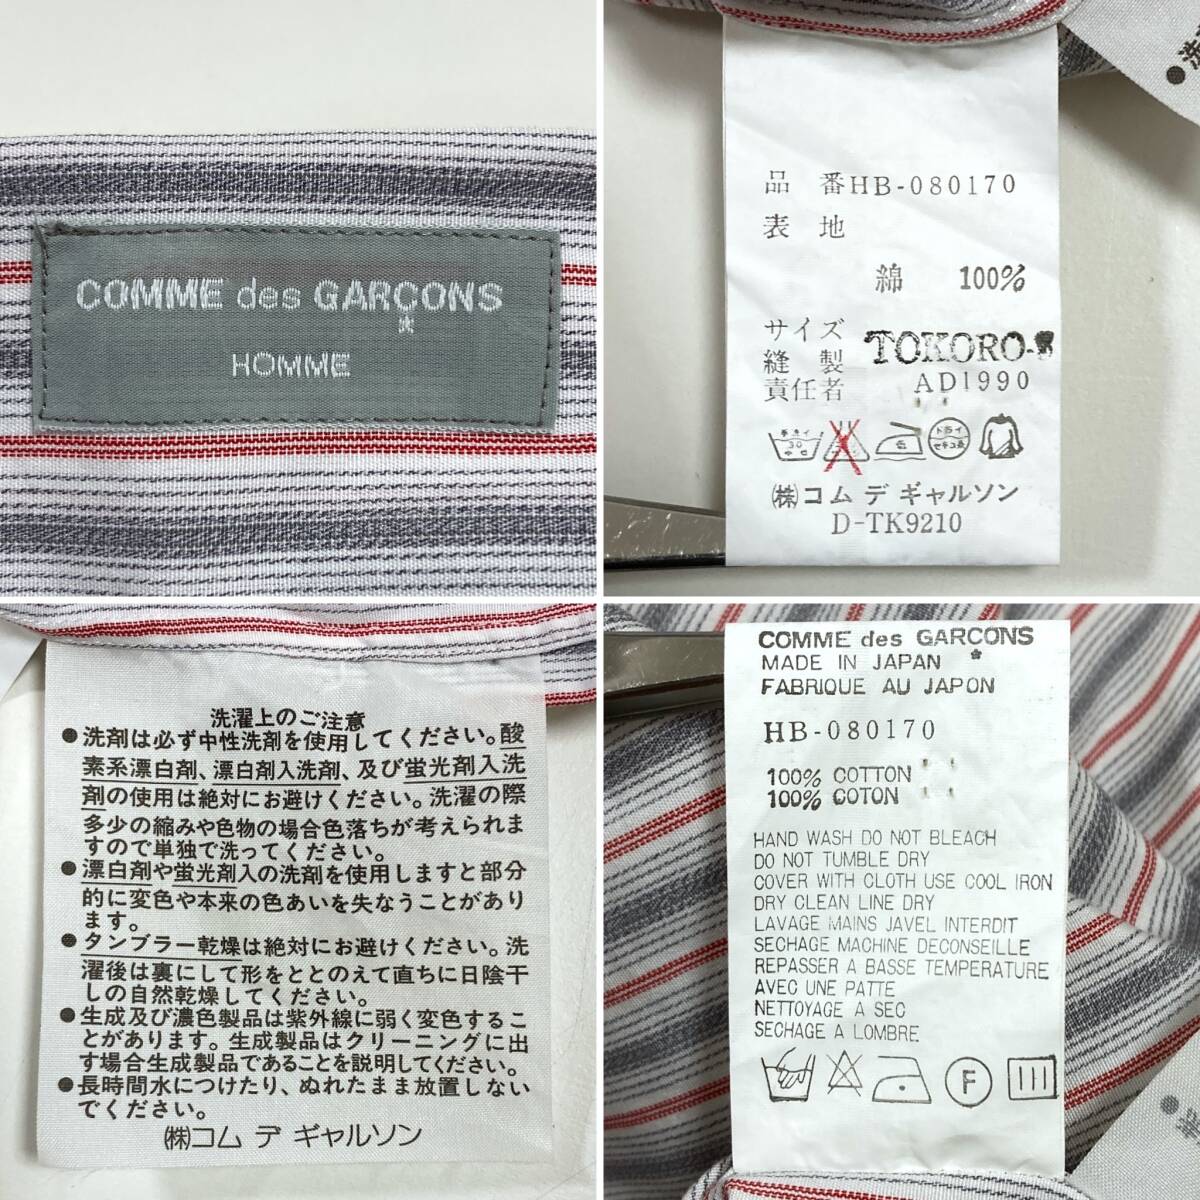 COMME des GARÇONS
HOMME
品 番 HB-080170
表 地
綿 100%
サイズ
縫 製 TOKORO-
責任者 AD1990
手洗イ
30
中性
低
ドライ
セキユ系
㈱コム デ ギャルソン
D-TK9210
洗濯上のご注意
●洗剤は必ず中性洗剤を使用してください。酸
素系漂白剤、漂白剤入洗剤、及び蛍光剤入洗
剤の使用は絶対にお避けください。洗濯の際
多少の縮みや色物の場合色落ちが考えられま
すので単独で洗ってください。
●漂白剤や蛍光剤入の洗剤を使用しますと部分
的に変色や本来の色あいを失なうことがあり
ます。
●タンブラー乾燥は絶対にお避けください。洗
濯後は裏にして形をととのえて直ちに日陰干
しの自然乾燥してください。
●生成及び濃色製品は紫外線に弱く変色するこ
とがあります。生成製品はクリーニングに出
す場合生成製品であることを説明してください。
●長時間水につけたり、ぬれたまま放置しない
でください。
㈱コム デ ギャルソン
COMME des GARCONS
MADE IN JAPAN
FABRIQUE AU JAPON
HB-080170
100% COTTON
100% COTON
HAND WASH DO NOT BLEACH
DO NOT TUMBLE DRY
COVER WITH CLOTH USE COOL IRON
DRY CLEAN LINE DRY
LAVAGE MAINS JAVEL INTERDIT
SECHAGE MACHINE DECONSEILLE
REPASSER A BASSE TEMPERATURE
AVEC UNE PATTE
NETTOYAGE A SEC
SECHAGE A LOMBRE
F